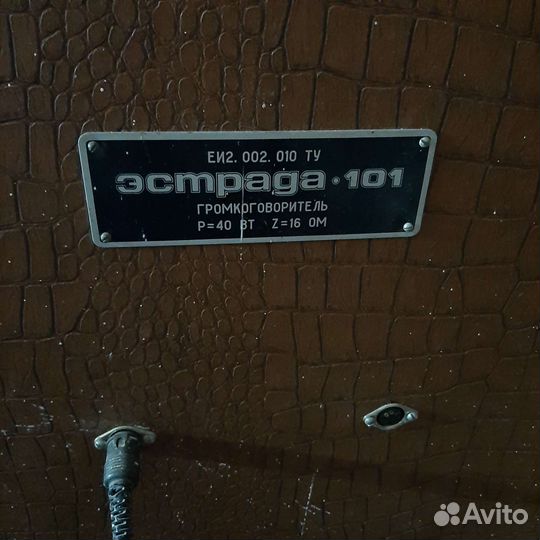 ЕИ2. 002. 010 ТУ
эстрада·101
ГРОМКОГОВОРИТЕЛЬ
Р=40 ВТ Z=16 ОМ
Avito